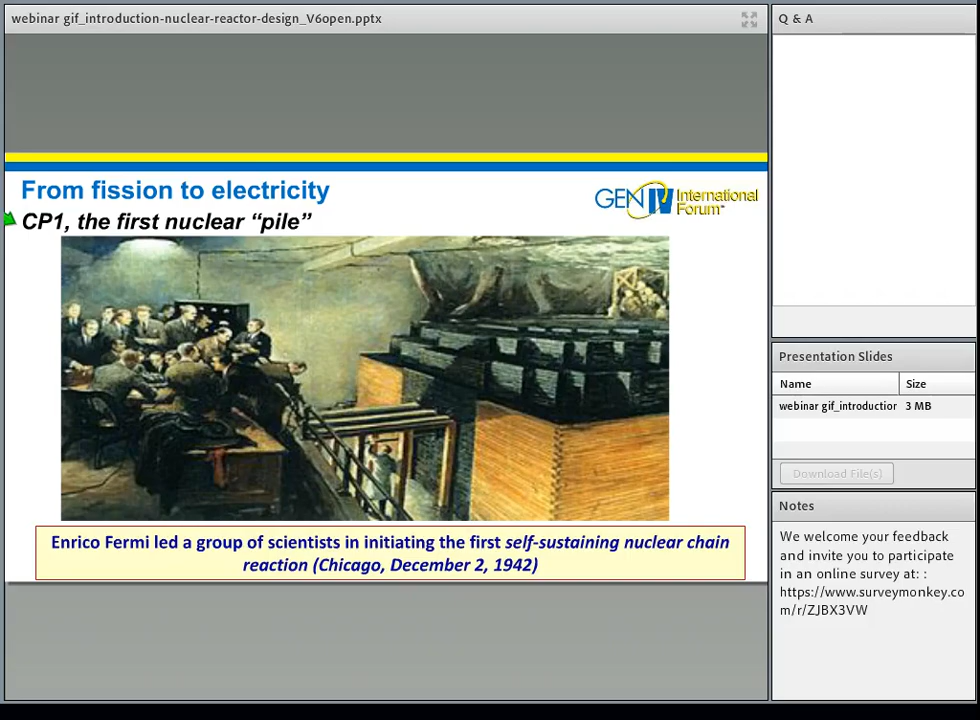 webinar gif_introduction-nuclear-reactor-design_V6open.pptx
From fission to electricity
GEN IV International
Forum™
CP1, the first nuclear “pile”
Enrico Fermi led a group of scientists in initiating the first self-sustaining nuclear chain
reaction (Chicago, December 2, 1942)
Q & A
Presentation Slides
Name Size
webinar gif_introduction 3 MB
Download File(s)
Notes
We welcome your feedback
and invite you to participate
in an online survey at: :
https://www.surveymonkey.co
m/r/ZJBX3VW